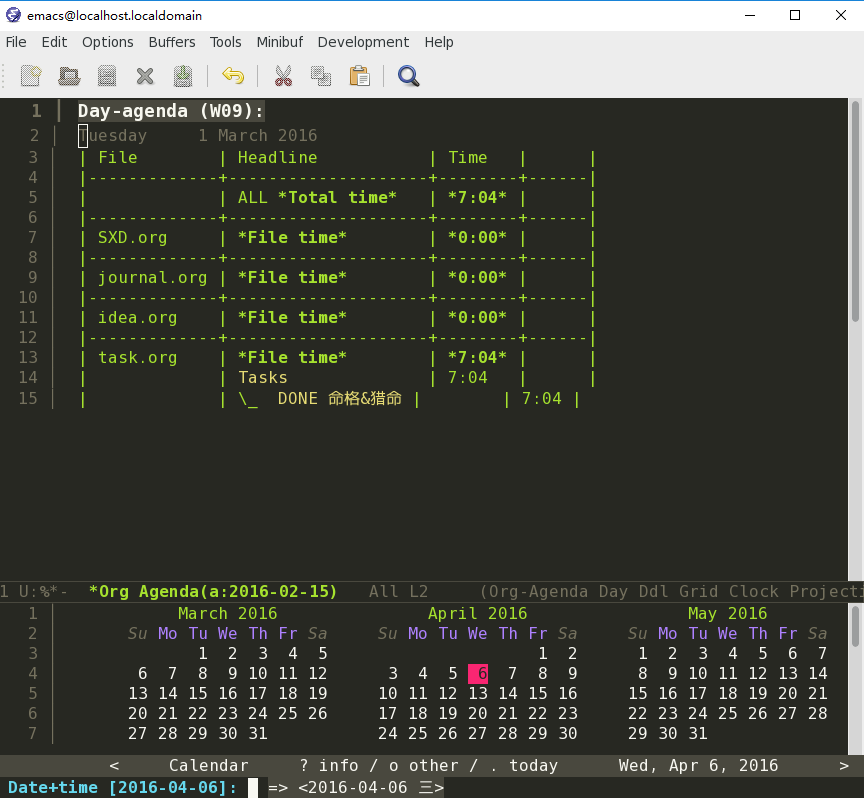 emacs@localhost.localdomain
File Edit Options Buffers Tools Minibuf Development Help
1 | Day-agenda (W09):
2 | Tuesday     1 March 2016
3 | | File         | Headline           | Time   |      |
4 | |-------------+--------------------+--------+------|
5 | |             | ALL *Total time*   | *7:04* |      |
6 | |-------------+--------------------+--------+------|
7 | | SXD.org     | *File time*        | *0:00* |      |
8 | |-------------+--------------------+--------+------|
9 | | journal.org | *File time*        | *0:00* |      |
10 | |-------------+--------------------+--------+------|
11 | | idea.org    | *File time*        | *0:00* |      |
12 | |-------------+--------------------+--------+------|
13 | | task.org    | *File time*        | *7:04* |      |
14 | |             | Tasks              | 7:04   |      |
15 | |             | \_  DONE 命格&猎命 |        | 7:04 |
1 U:%*-  *Org Agenda(a:2016-02-15)   All L2     (Org-Agenda Day Ddl Grid Clock Projecti
1 | March 2016 April 2016 May 2016
2 | Su Mo Tu We Th Fr Sa Su Mo Tu We Th Fr Sa Su Mo Tu We Th Fr Sa
3 | 1 2 3 4 5 1 2 1 2 3 4 5 6 7
4 | 6 7 8 9 10 11 12 3 4 5 6 7 8 9 8 9 10 11 12 13 14
5 | 13 14 15 16 17 18 19 10 11 12 13 14 15 16 15 16 17 18 19 20 21
6 | 20 21 22 23 24 25 26 17 18 19 20 21 22 23 22 23 24 25 26 27 28
7 | 27 28 29 30 31 24 25 26 27 28 29 30 29 30 31
< Calendar ? info / o other / . today Wed, Apr 6, 2016 >
Date+time [2016-04-06]: => <2016-04-06 三>